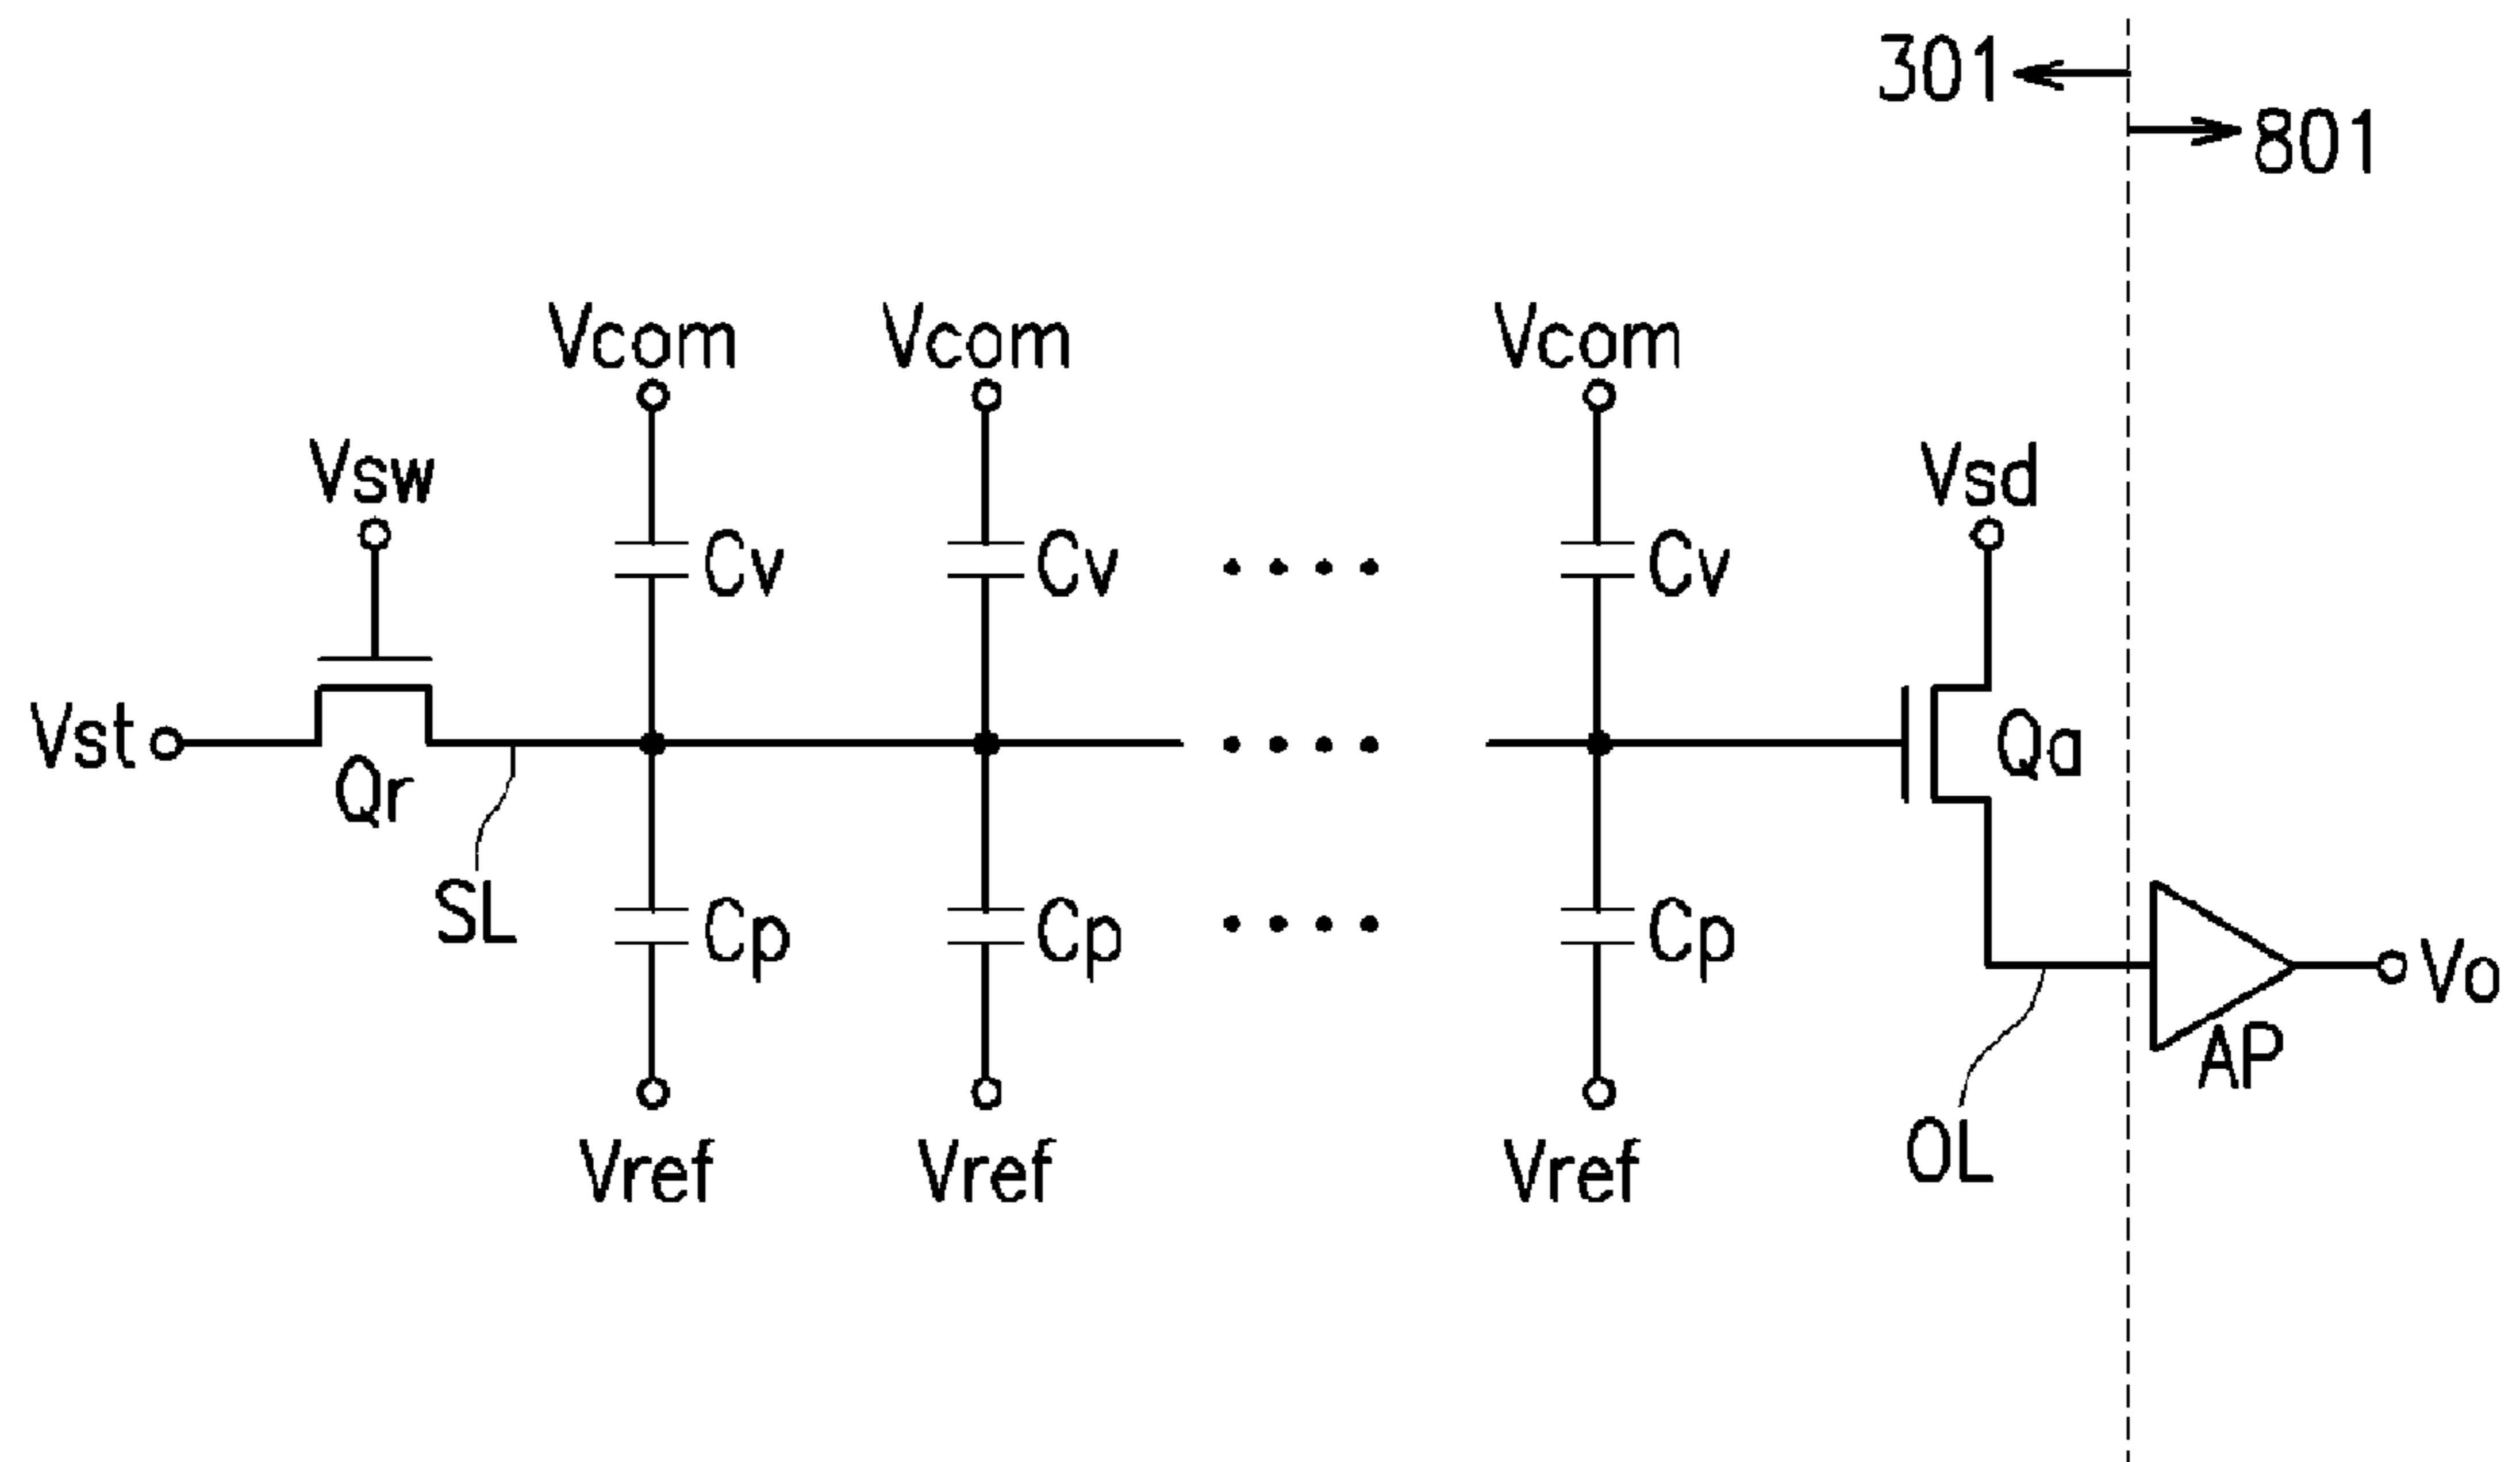 301
801
Vcom Vcom Vcom
Vsw Vsd
Cv Cv Cv
Vst Qr Qa
SL Cp Cp Cp
Vo
AP
Vref Vref Vref OL